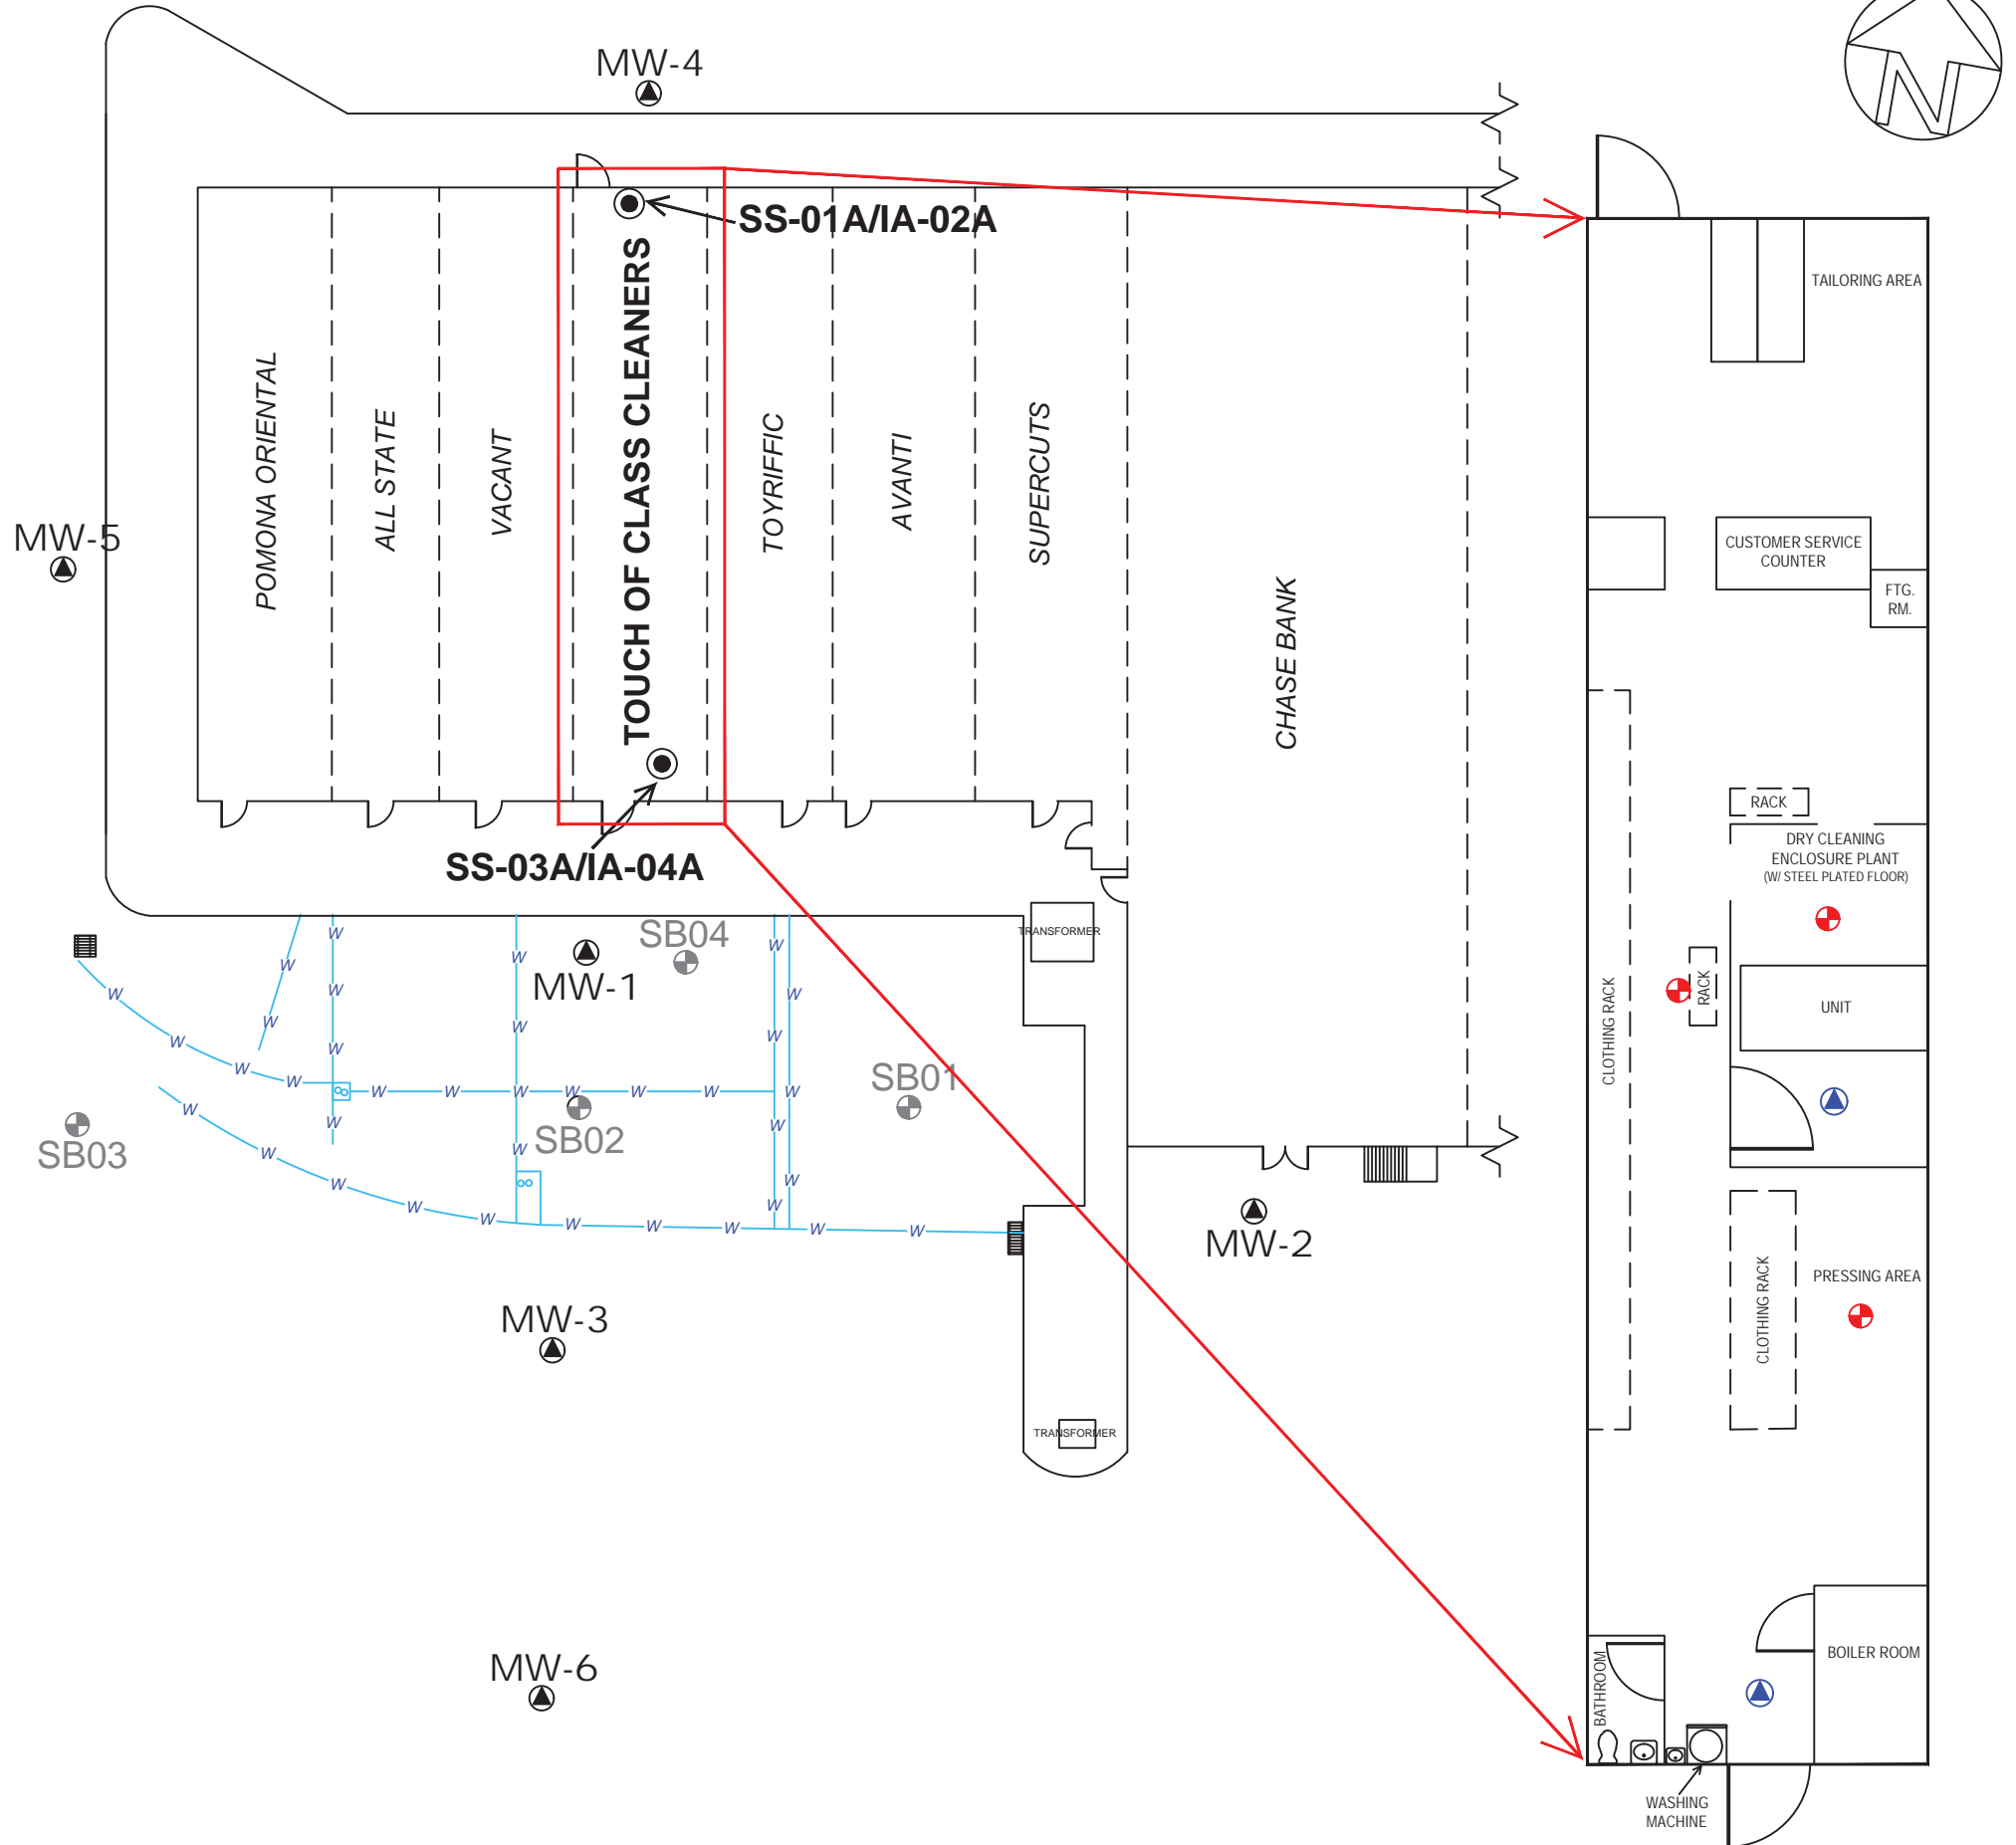 MW-4
N
SS-01A/IA-02A
TAILORING AREA
POMONA ORIENTAL
ALL STATE
VACANT
TOUCH OF CLASS CLEANERS
TOYRIFFIC
AVANTI
SUPERCUTS
CHASE BANK
MW-5
CUSTOMER SERVICE
COUNTER
FTG.
RM.
RACK
DRY CLEANING
ENCLOSURE PLANT
(W/ STEEL PLATED FLOOR)
SS-03A/IA-04A
TRANSFORMER
SB04
MW-1
CLOTHING RACK
RACK
UNIT
W W W W W
W W W W
W W W W W
W W W W W W W
W W W W W
W W W W
W W W W W W W W W
SB01
SB02
SB03
MW-2
MW-3
CLOTHING RACK
PRESSING AREA
TRANSFORMER
MW-6
BATHROOM
BOILER ROOM
WASHING
MACHINE